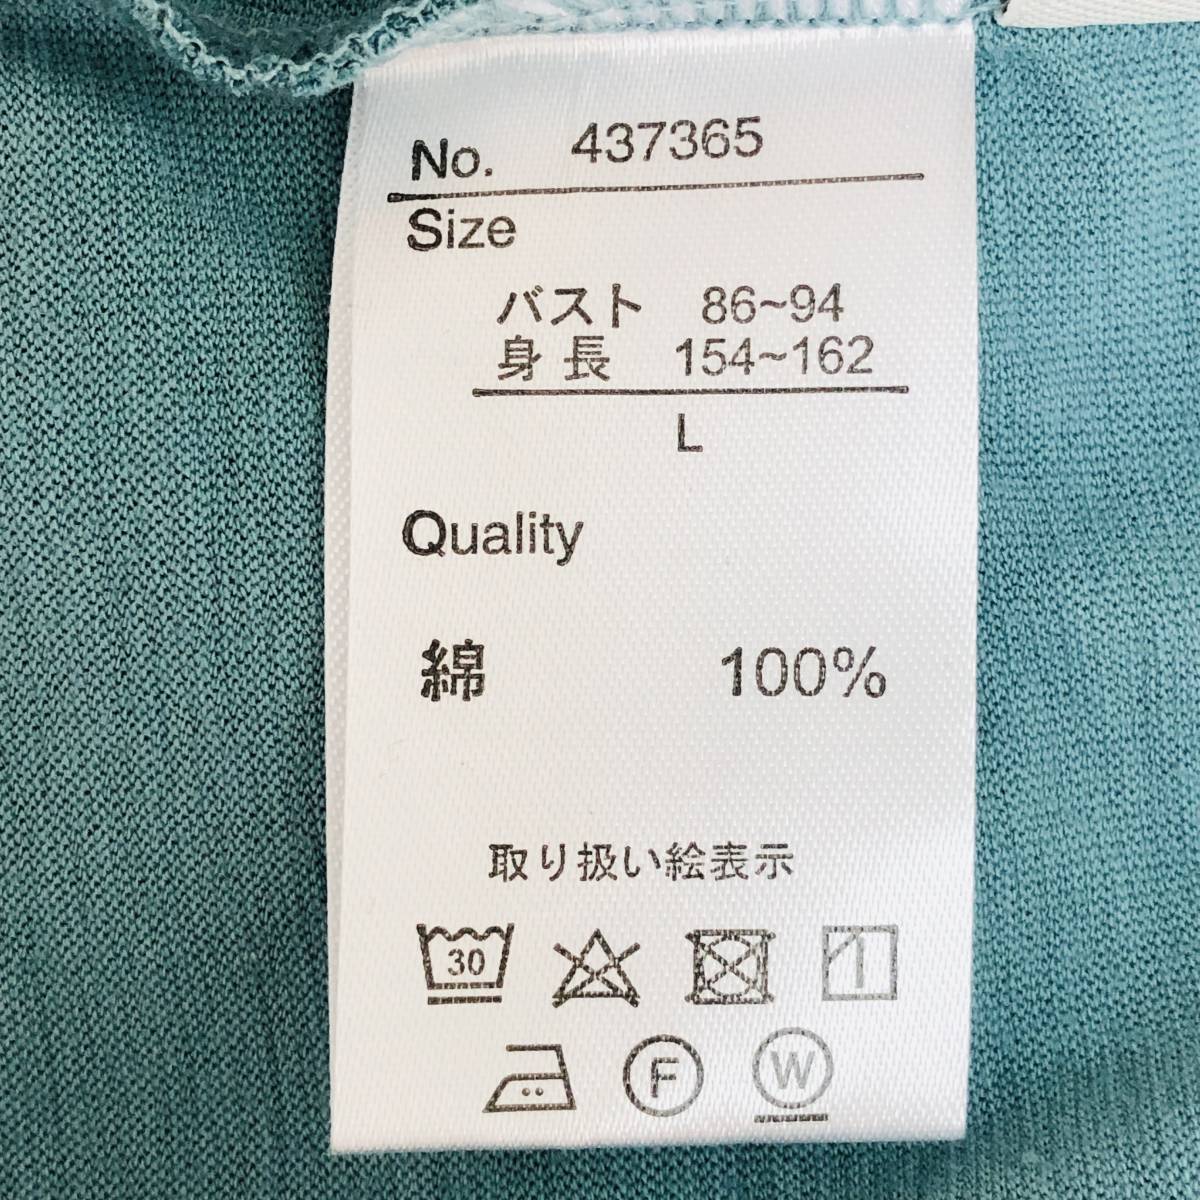 No. 437365
Size
バスト 86~94
身長 154~162
L
Quality
綿 100%
取り扱い絵表示
30
F W